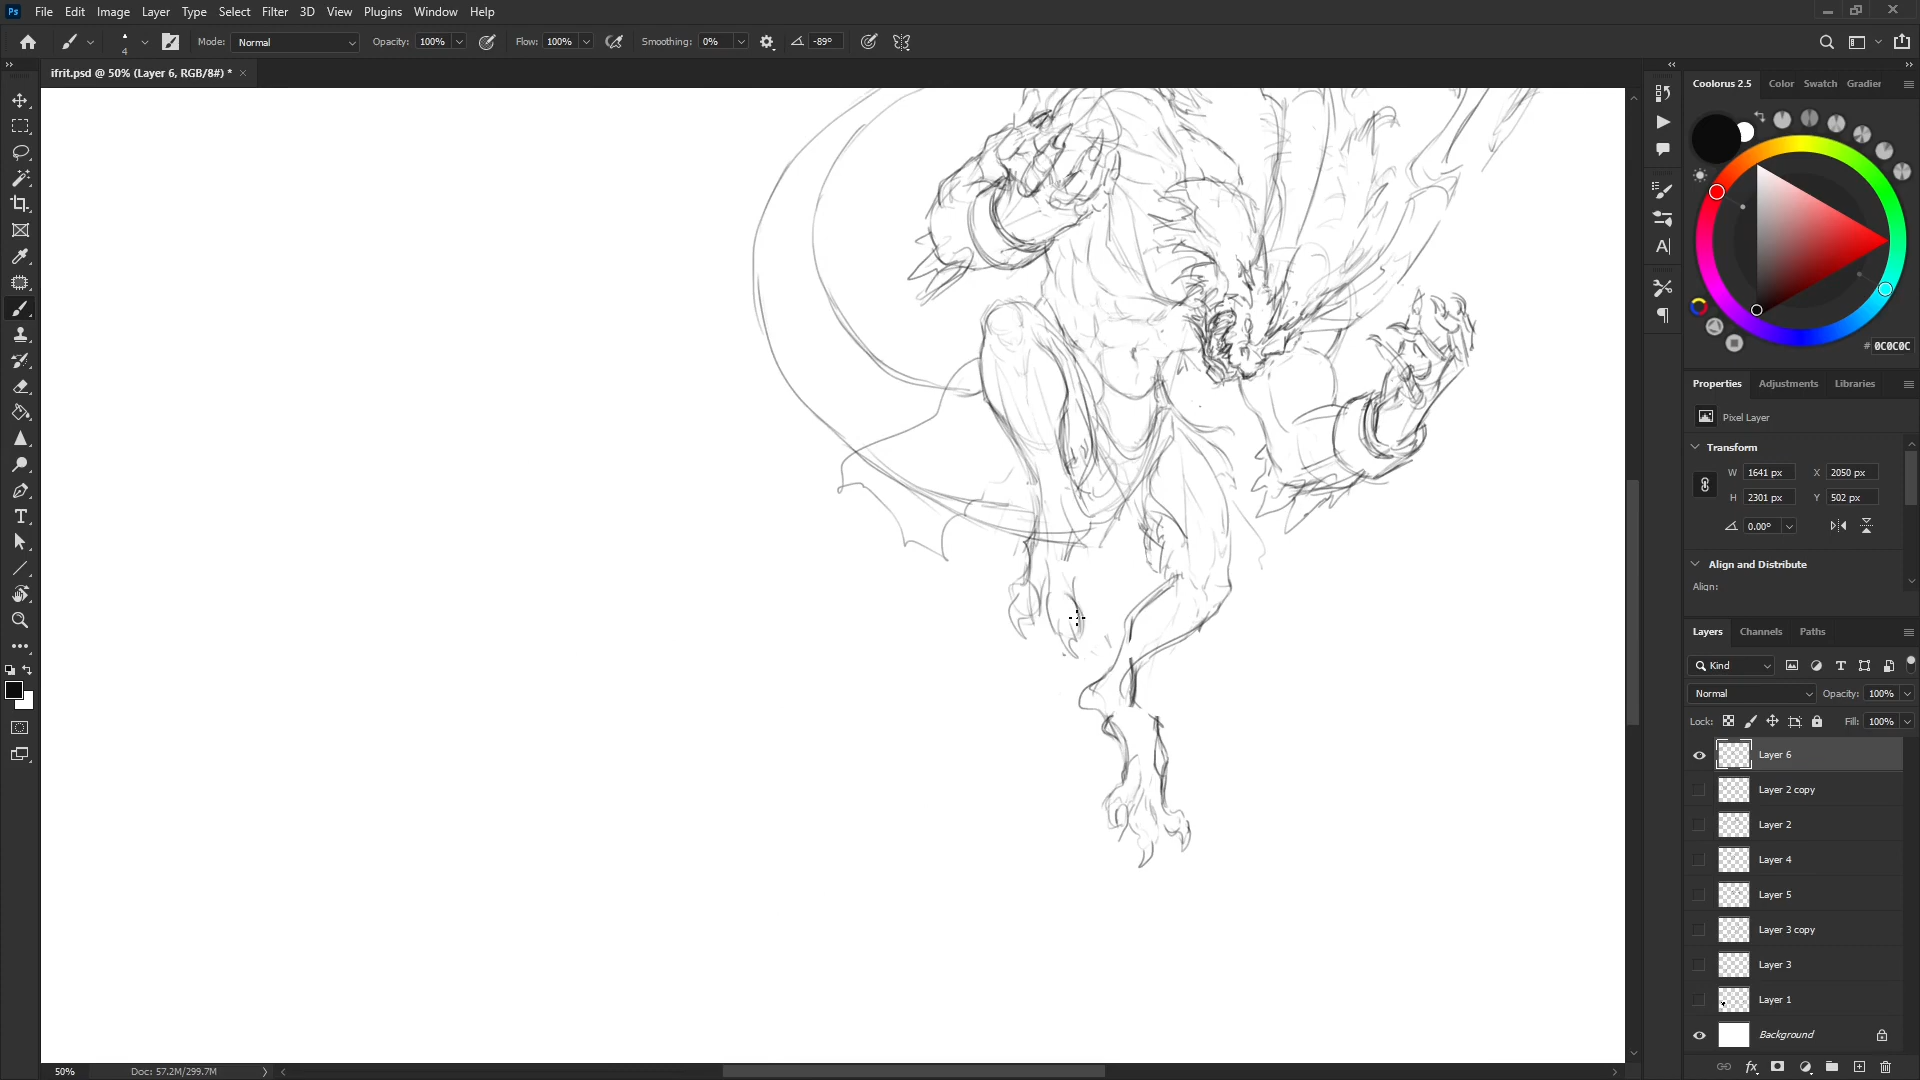 Ps File Edit Image Layer Type Select Filter 3D View Plugins Window Help
4 Mode: Normal Opacity: 100% Flow: 100% Smoothing: 0% -89°
ifrit.psd @ 50% (Layer 6, RGB/8#) *
Coolorus 2.5 Color Swatch Gradier
# 0C0C0C
Properties Adjustments Libraries
Pixel Layer
Transform
W 1641 px X 2050 px
H 2301 px Y 502 px
0.00°
Align and Distribute
Align:
Layers Channels Paths
Kind
Normal Opacity: 100%
Lock: Fill: 100%
Layer 6
Layer 2 copy
Layer 2
Layer 4
Layer 5
Layer 3 copy
Layer 3
Layer 1
Background
50% Doc: 57.2M/299.7M